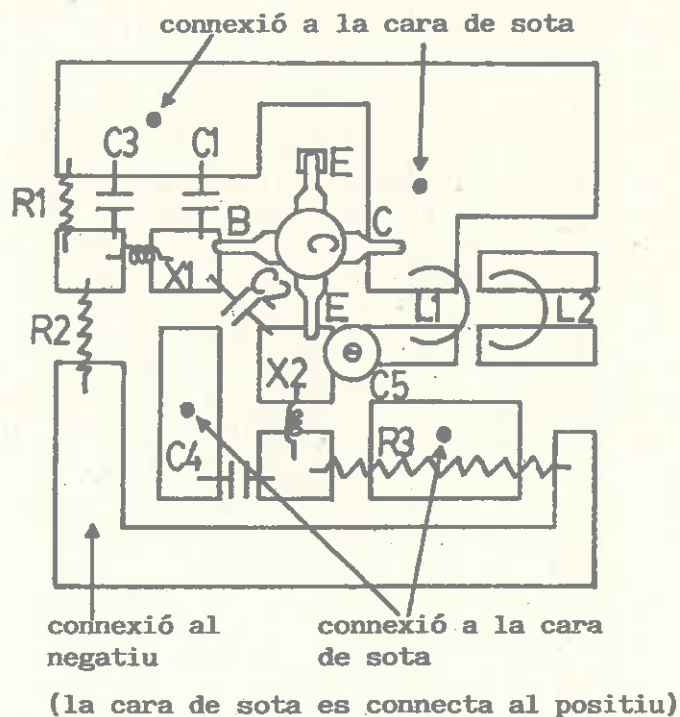 connexió a la cara de sota
C3
C1
E
R1
B
C
X1
C2
E
L1
L2
R2
X2
C5
C4
R3
connexió al
negatiu
connexió a la cara
de sota
(la cara de sota es connecta al positiu)